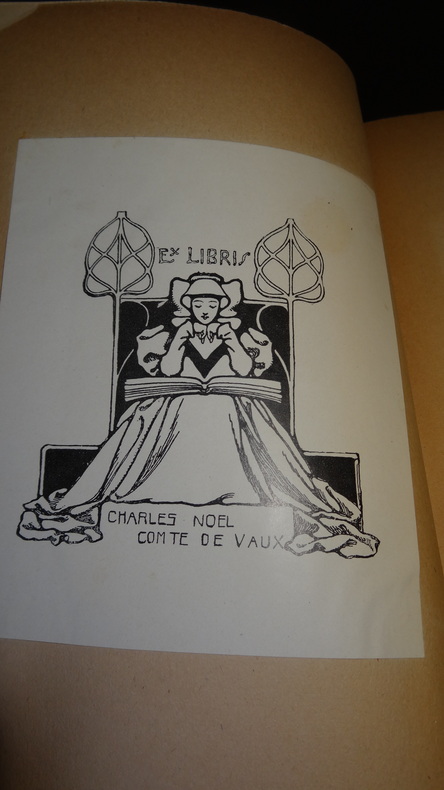 Ex LIBRIS
CHARLES NOEL
COMTE DE VAUX